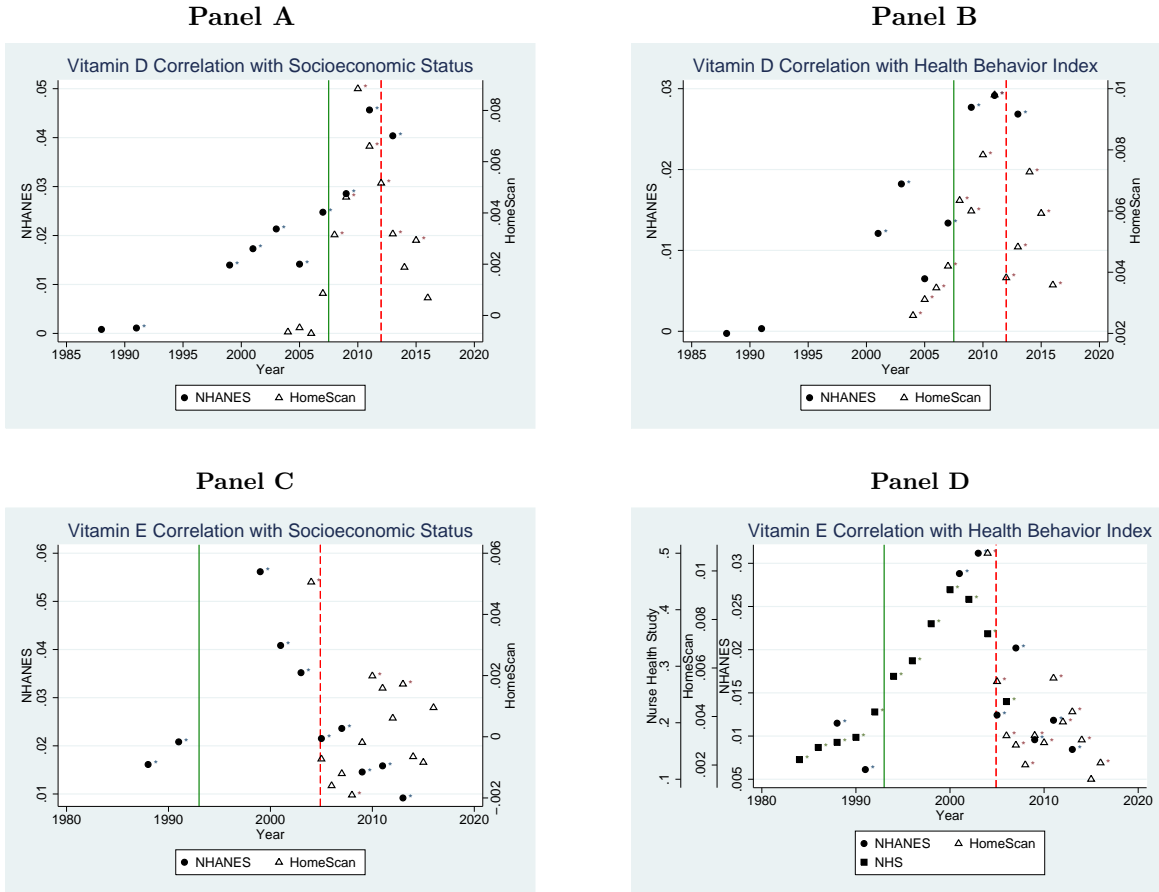 Panel A
Vitamin D Correlation with Socioeconomic Status
NHANES
0 .01 .02 .03 .04 .05
HomeScan
0 .002 .004 .006 .008
1985 1990 1995 2000 2005 2010 2015 2020
Year
NHANES HomeScan
Panel B
Vitamin D Correlation with Health Behavior Index
NHANES
0 .01 .02 .03
HomeScan
.002 .004 .006 .008 .01
1985 1990 1995 2000 2005 2010 2015 2020
Year
NHANES HomeScan
Panel C
Vitamin E Correlation with Socioeconomic Status
NHANES
.01 .02 .03 .04 .05 .06
HomeScan
-.002 0 .002 .004 .006
1980 1990 2000 2010 2020
Year
NHANES HomeScan
Panel D
Vitamin E Correlation with Health Behavior Index
Nurse Health Study
.1 .2 .3 .4 .5
HomeScan
.002 .004 .006 .008 .01
NHANES
.005 .01 .015 .02 .025 .03
1980 1990 2000 2010 2020
Year
NHANES HomeScan
NHS